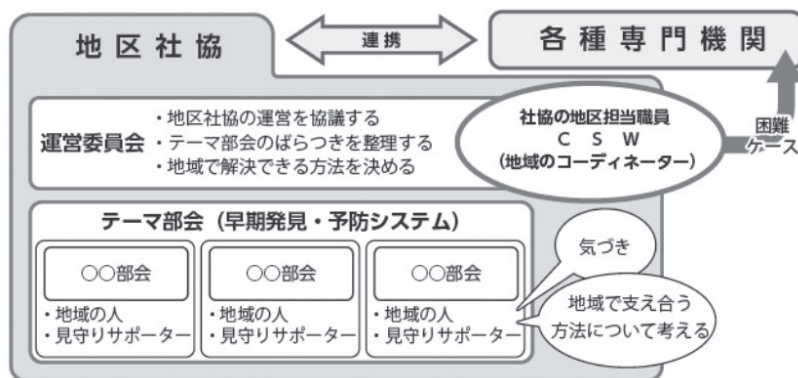 地区社協
連携
各種専門機関
運営委員会
・地区社協の運営を協議する
・テーマ部会のばらつきを整理する
・地域で解決できる方法を決める
社協の地区担当職員
CSW
(地域のコーディネーター)
困難
ケース
テーマ部会(早期発見・予防システム)
〇〇部会
・地域の人
・見守りサポーター
〇〇部会
・地域の人
・見守りサポーター
〇〇部会
・地域の人
・見守りサポーター
気づき
地域で支え合う
方法について考える